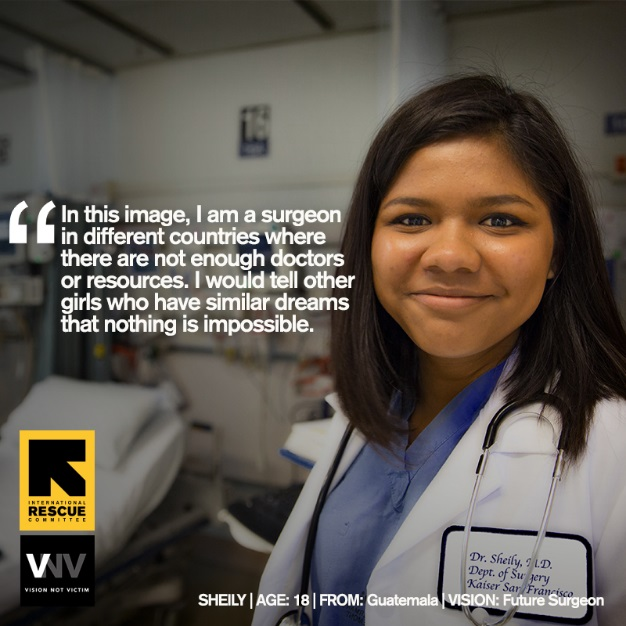 16
“ In this image, I am a surgeon
in different countries where
there are not enough doctors
or resources. I would tell other
girls who have similar dreams
that nothing is impossible.
INTERNATIONAL
RESCUE
COMMITTEE
VNV
VISION NOT VICTIM
Dr. Sheily, M.D.
Dept. of Surgery
Kaiser San Francisco
SHEILY | AGE: 18 | FROM: Guatemala | VISION: Future Surgeon